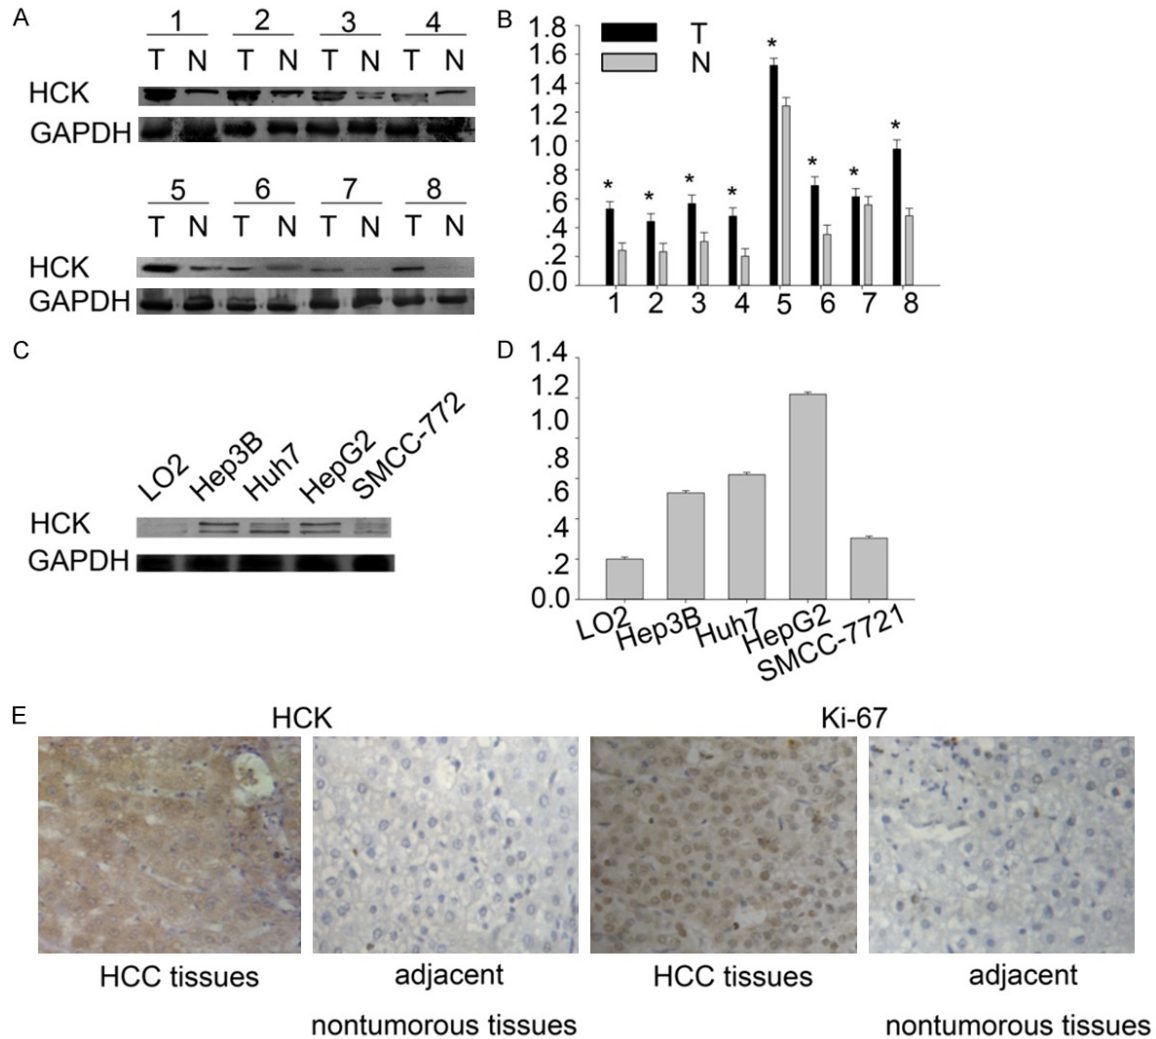 A
1 2 3 4
T N T N T N T N
HCK
GAPDH
5 6 7 8
T N T N T N T N
HCK
GAPDH
B
1.8
1.6
1.4
1.2
1.0
.8
.6
.4
.2
0.0
T
N
* * * * * * * *
1 2 3 4 5 6 7 8
C
LO2 Hep3B Huh7 HepG2 SMCC-772
HCK
GAPDH
D
1.4
1.2
1.0
.8
.6
.4
.2
0.0
LO2 Hep3B Huh7 HepG2 SMCC-7721
E
HCK Ki-67
HCC tissues adjacent HCC tissues adjacent
nontumorous tissues nontumorous tissues